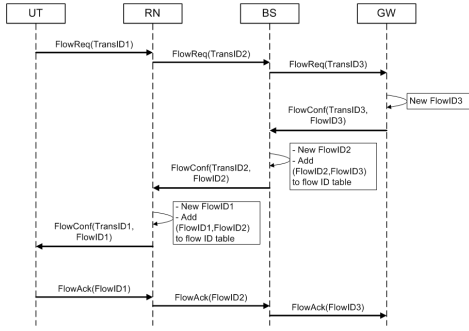 UT
RN
BS
GW
FlowReq(TransID1)
FlowReq(TransID2)
FlowReq(TransID3)
New FlowID3
FlowConf(TransID3,
FlowID3)
- New FlowID2
- Add
(FlowID2,FlowID3)
to flow ID table
FlowConf(TransID2,
FlowID2)
- New FlowID1
- Add
(FlowID1,FlowID2)
to flow ID table
FlowConf(TransID1,
FlowID1)
FlowAck(FlowID1)
FlowAck(FlowID2)
FlowAck(FlowID3)